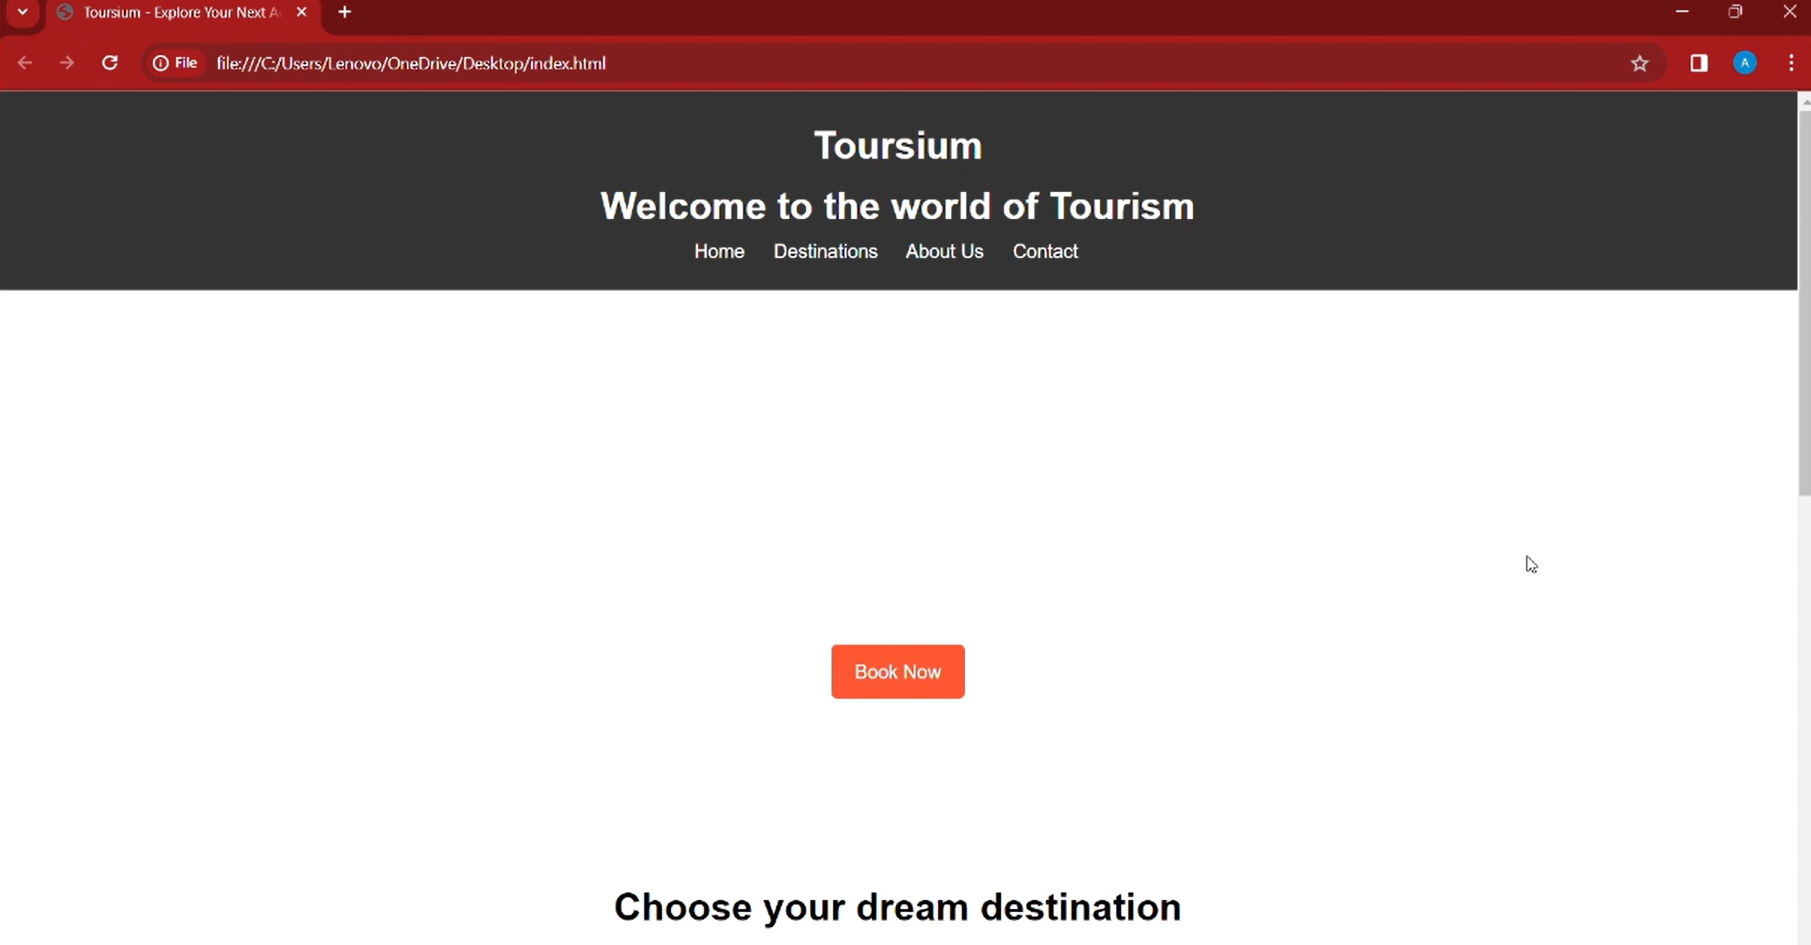 Toursium - Explore Your Next A
File file:///C:/Users/Lenovo/OneDrive/Desktop/index.html
A
Toursium
Welcome to the world of Tourism
Home Destinations About Us Contact
Book Now
Choose your dream destination